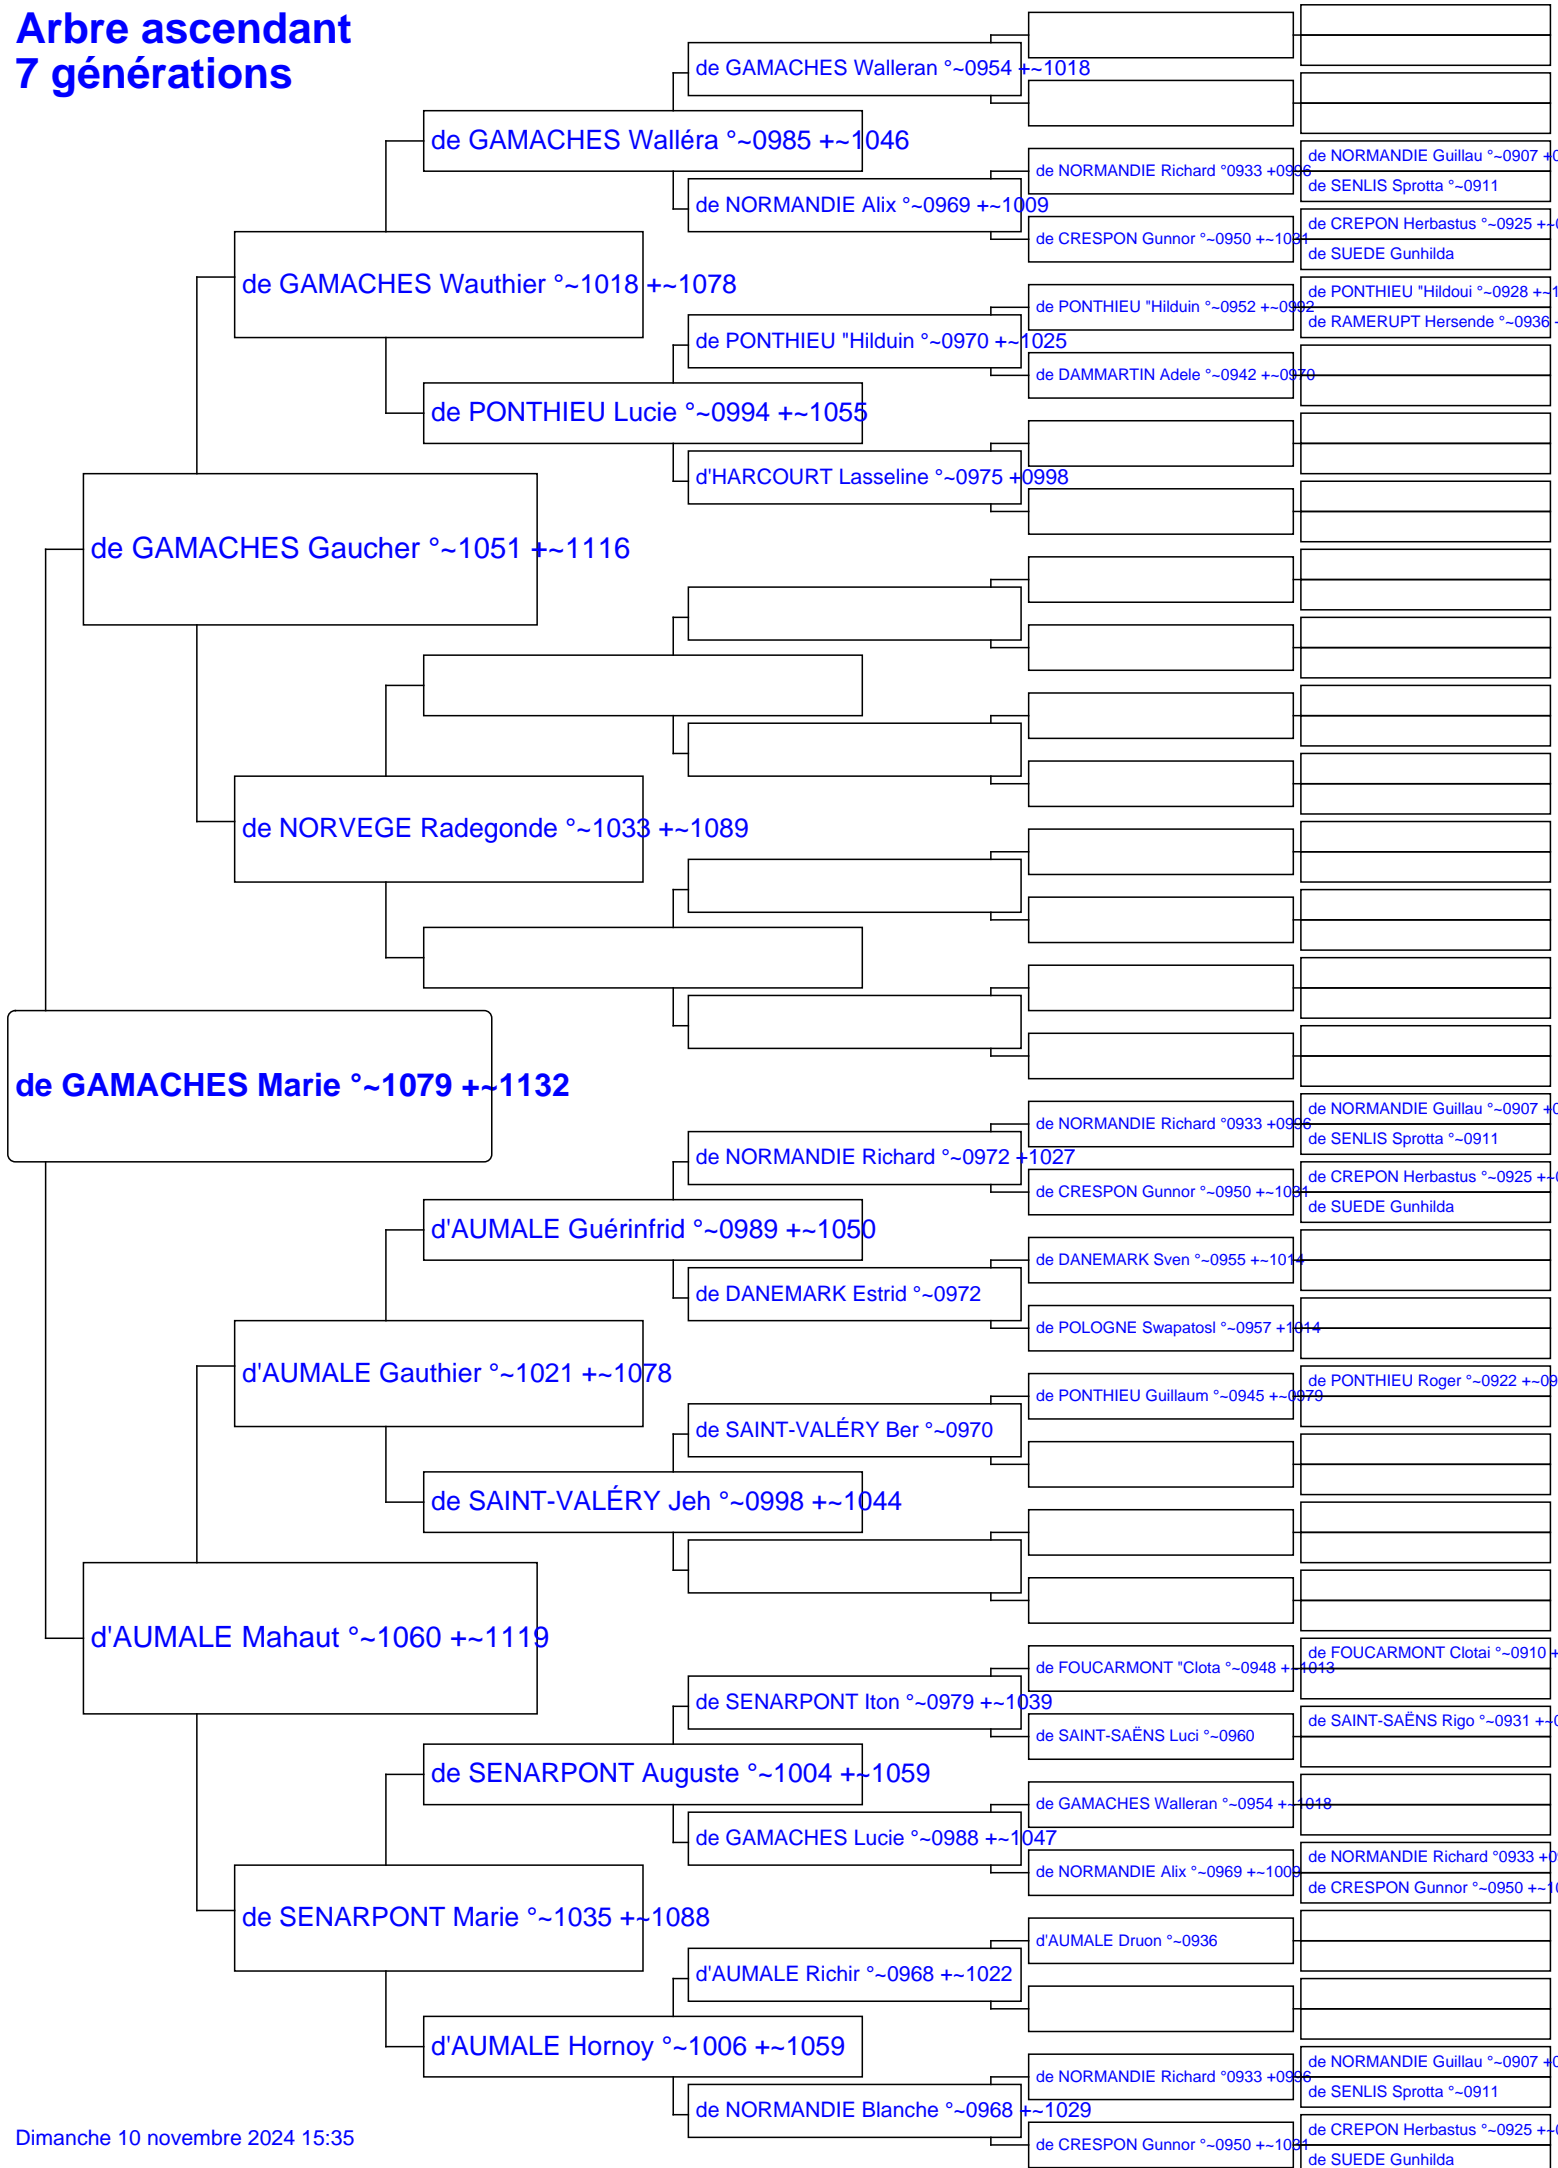 Arbre ascendant
7 générations
de GAMACHES Walleran °~0954 +~1018
de GAMACHES Walléra °~0985 +~1046
de NORMANDIE Guillau °~0907 +0
de NORMANDIE Richard °0933 +0996
de SENLIS Sprotta °~0911
de NORMANDIE Alix °~0969 +~1009
de CREPON Herbastus °~0925 +~0
de CRESPON Gunnor °~0950 +~1031
de SUEDE Gunhilda
de GAMACHES Wauthier °~1018 +~1078
de PONTHIEU "Hildoui °~0928 +~1
de PONTHIEU "Hilduin °~0952 +~0992
de RAMERUPT Hersende °~0936 +
de PONTHIEU "Hilduin °~0970 +~1025
de DAMMARTIN Adele °~0942 +~0970
de PONTHIEU Lucie °~0994 +~1055
d'HARCOURT Lasseline °~0975 +0998
de GAMACHES Gaucher °~1051 +~1116
de NORVEGE Radegonde °~1033 +~1089
de GAMACHES Marie °~1079 +~1132
de NORMANDIE Guillau °~0907 +0
de NORMANDIE Richard °0933 +0996
de SENLIS Sprotta °~0911
de NORMANDIE Richard °~0972 +1027
de CREPON Herbastus °~0925 +~0
de CRESPON Gunnor °~0950 +~1031
de SUEDE Gunhilda
d'AUMALE Guérinfrid °~0989 +~1050
de DANEMARK Sven °~0955 +~1014
de DANEMARK Estrid °~0972
de POLOGNE Swapatosl °~0957 +1014
d'AUMALE Gauthier °~1021 +~1078
de PONTHIEU Roger °~0922 +~09
de PONTHIEU Guillaum °~0945 +~0979
de SAINT-VALÉRY Ber °~0970
de SAINT-VALÉRY Jeh °~0998 +~1044
d'AUMALE Mahaut °~1060 +~1119
de FOUCARMONT Clotai °~0910 +
de FOUCARMONT "Clota °~0948 +~1013
de SENARPONT Iton °~0979 +~1039
de SAINT-SAËNS Rigo °~0931 +~0
de SAINT-SAËNS Luci °~0960
de SENARPONT Auguste °~1004 +~1059
de GAMACHES Walleran °~0954 +~1018
de GAMACHES Lucie °~0988 +~1047
de NORMANDIE Richard °0933 +09
de NORMANDIE Alix °~0969 +~1009
de CRESPON Gunnor °~0950 +~10
de SENARPONT Marie °~1035 +~1088
d'AUMALE Druon °~0936
d'AUMALE Richir °~0968 +~1022
d'AUMALE Hornoy °~1006 +~1059
de NORMANDIE Guillau °~0907 +0
de NORMANDIE Richard °0933 +0996
de SENLIS Sprotta °~0911
de NORMANDIE Blanche °~0968 +~1029
de CREPON Herbastus °~0925 +~0
de CRESPON Gunnor °~0950 +~1031
de SUEDE Gunhilda
Dimanche 10 novembre 2024 15:35